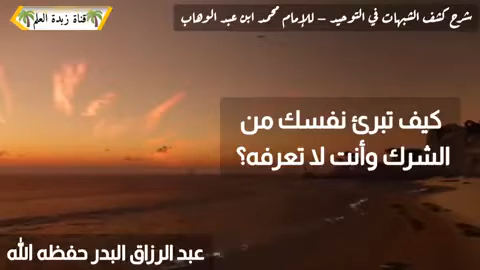 شرح كشف الشبهات في التوحيد - للإمام محمد ابن عبد الوهاب
قناة زبدة العلم
كيف تبرئ نفسك من
الشرك وأنت لا تعرفه؟
عبد الرزاق البدر حفظه الله